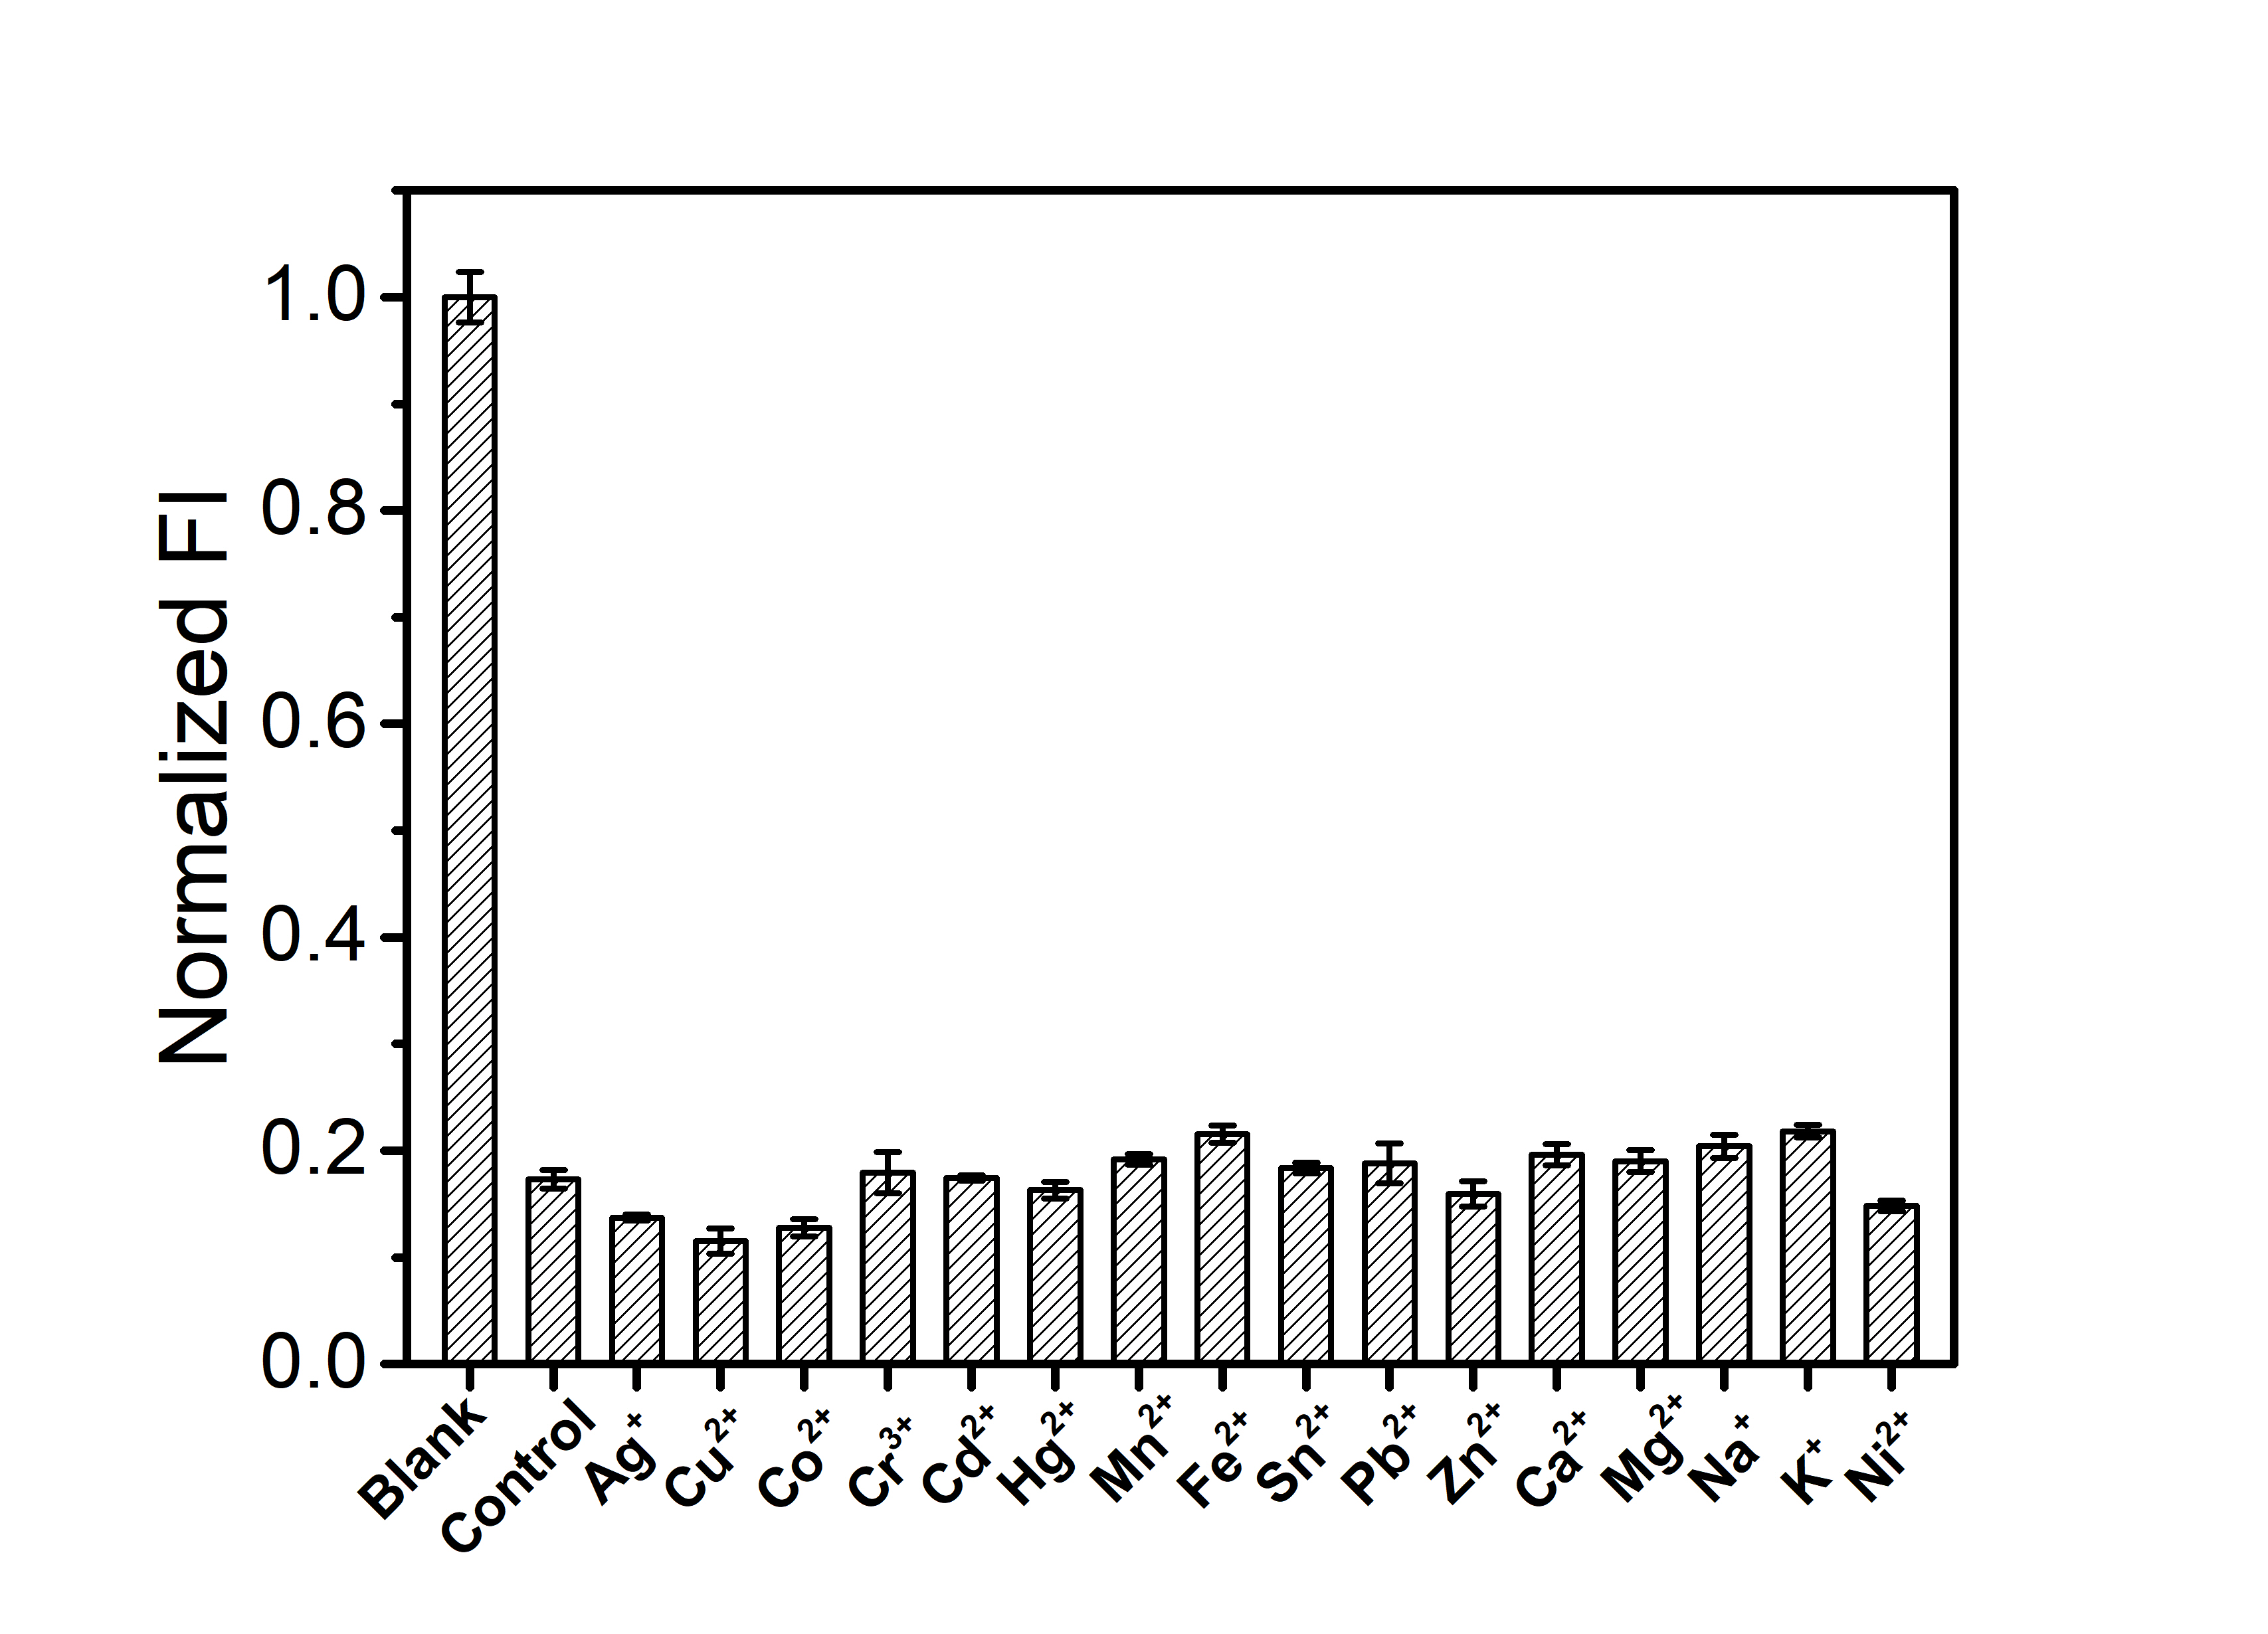 Normalized FI
1.0
0.8
0.6
0.4
0.2
0.0
Blank
Control
Ag⁺
Cu²⁺
Co²⁺
Cr³⁺
Cd²⁺
Hg²⁺
Mn²⁺
Fe²⁺
Sn²⁺
Pb²⁺
Zn²⁺
Ca²⁺
Mg²⁺
Na⁺
K⁺
Ni²⁺